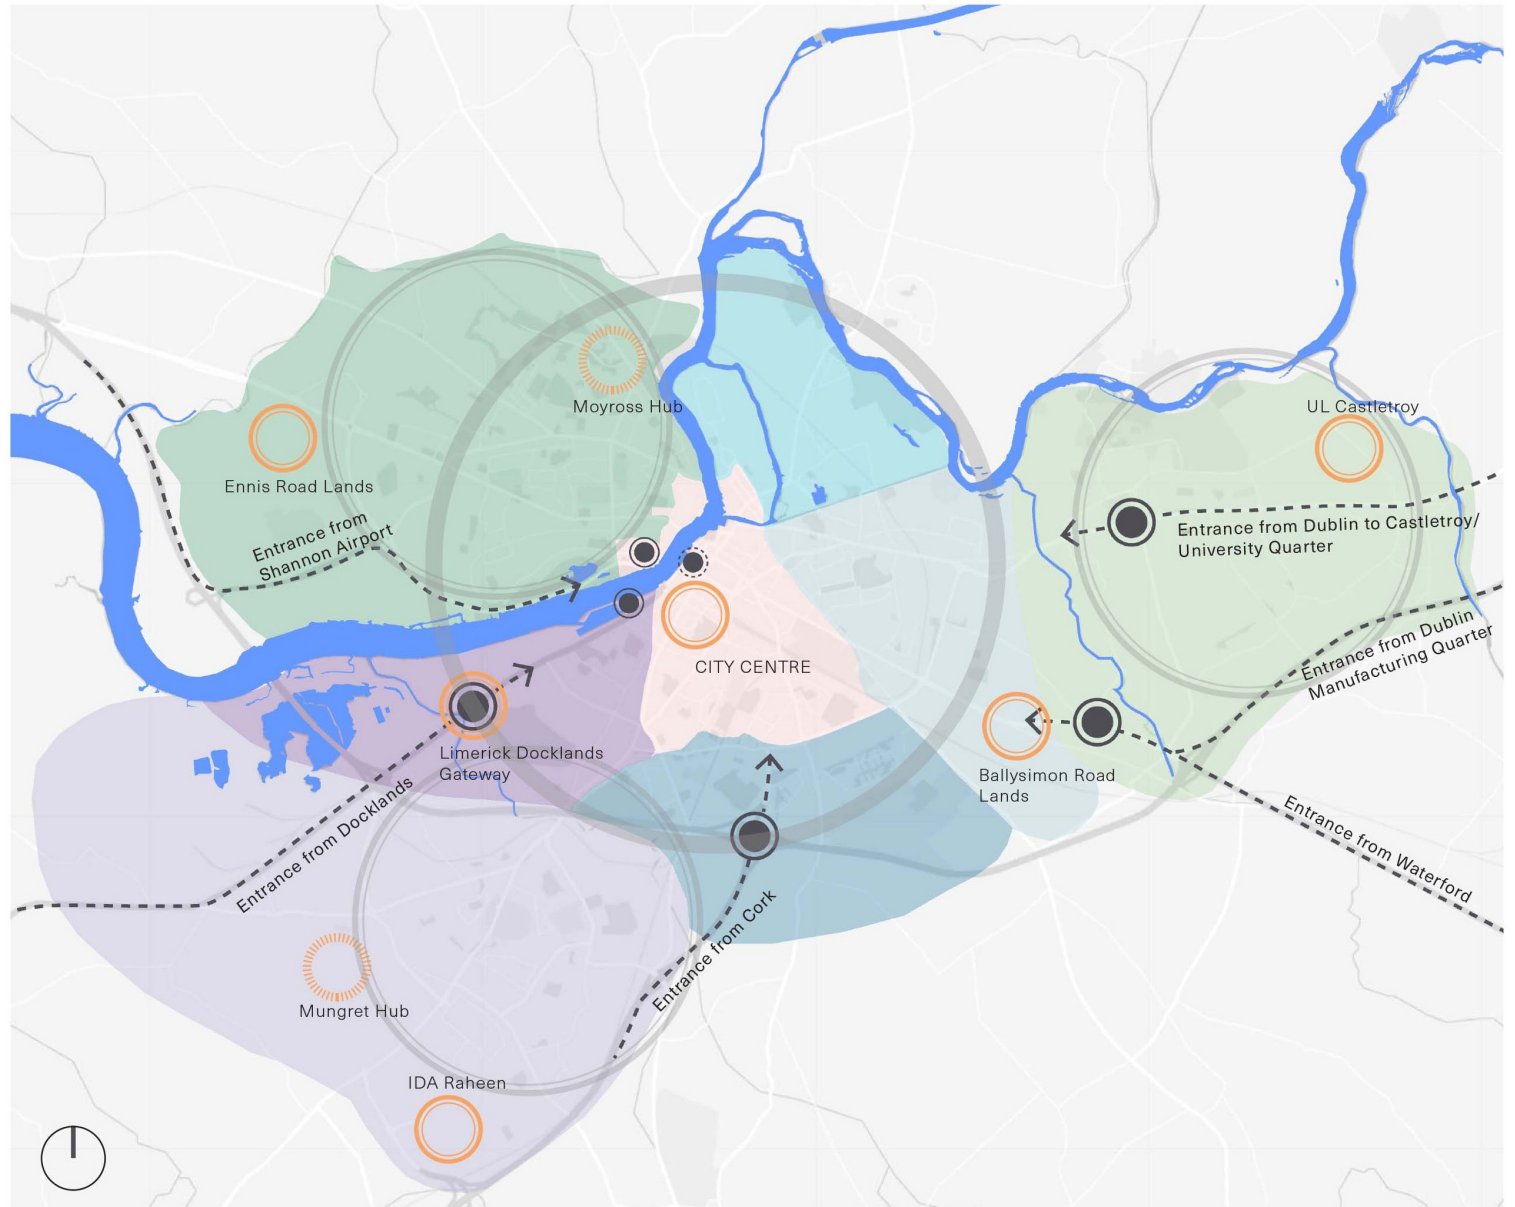 Moyross Hub
UL Castletroy
Ennis Road Lands
Entrance from
Shannon Airport
Entrance from Dublin to Castletroy/
University Quarter
CITY CENTRE
Entrance from Dublin
Manufacturing Quarter
Limerick Docklands
Gateway
Ballysimon Road
Lands
Entrance from Docklands
Entrance from Waterford
Entrance from Cork
Mungret Hub
IDA Raheen